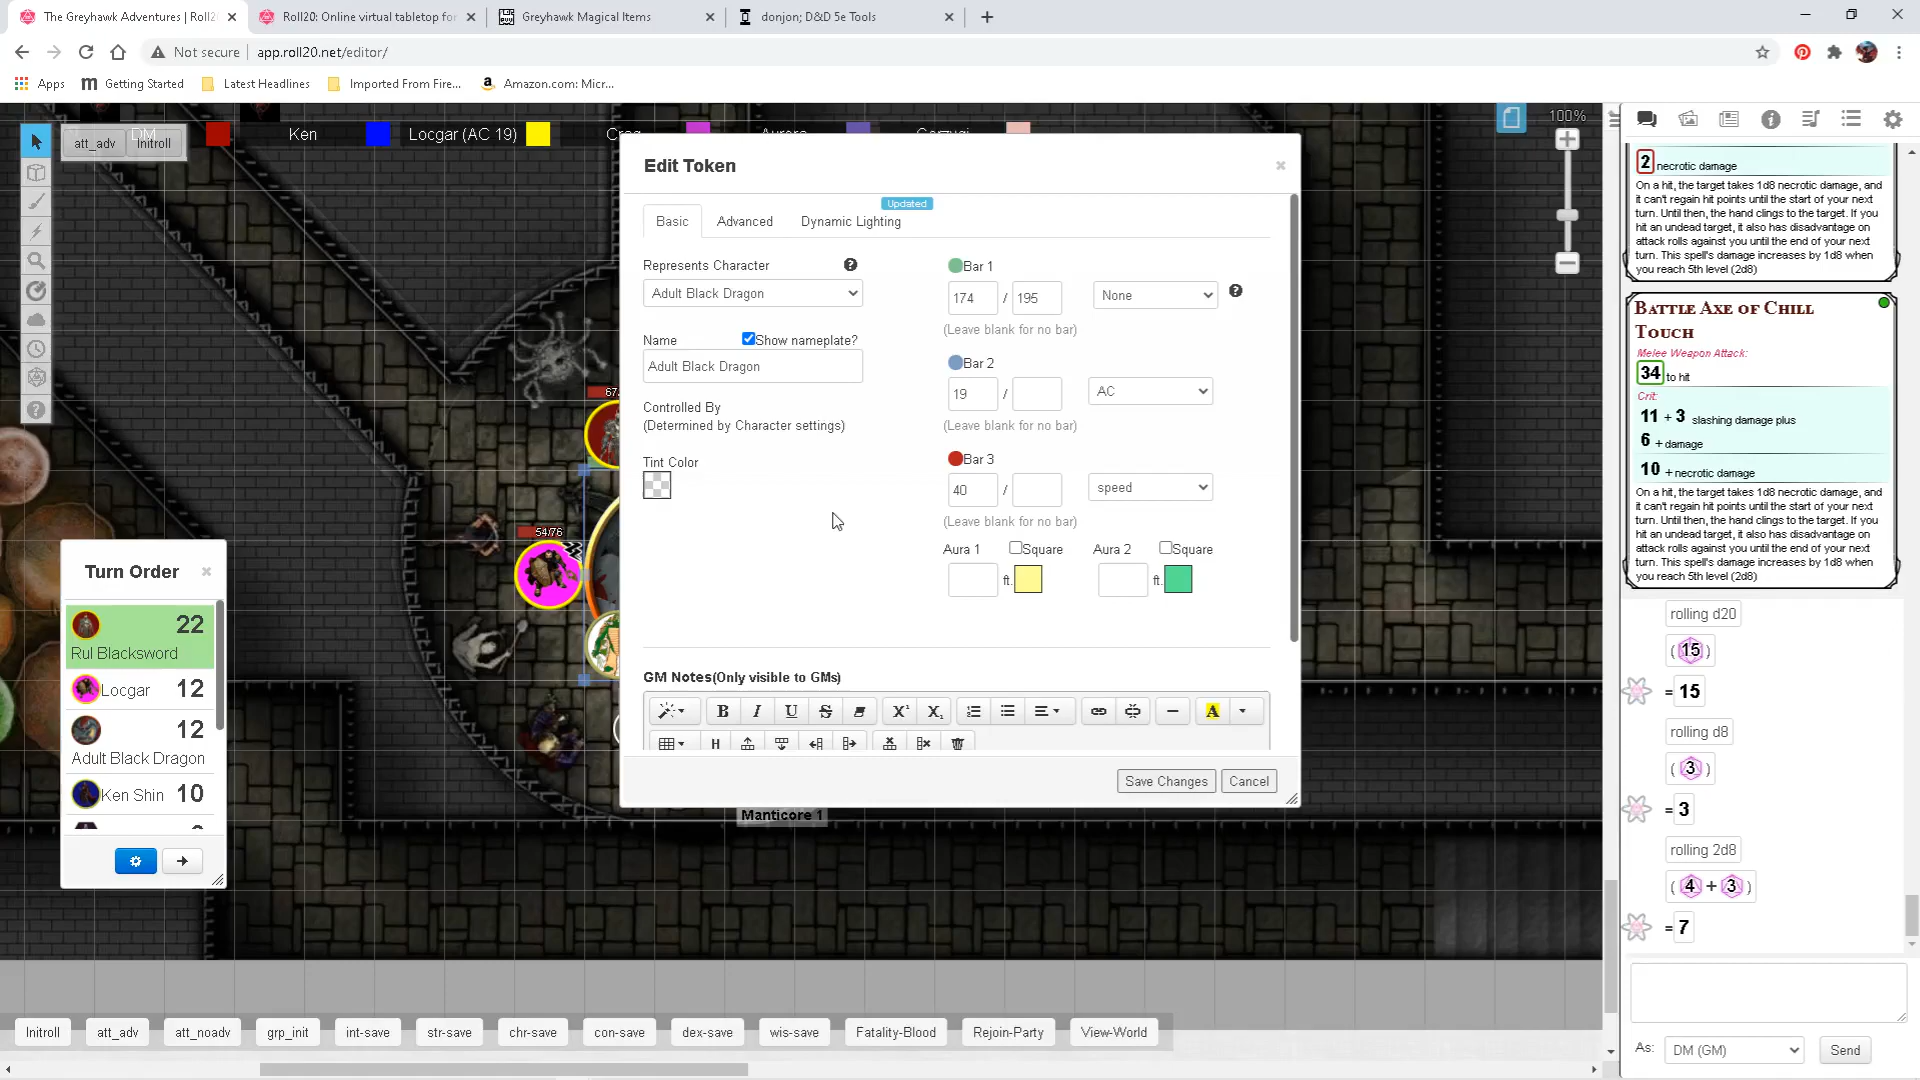 The Greyhawk Adventures | Roll2
Roll20: Online virtual tabletop for
Greyhawk Magical Items
donjon; D&D 5e Tools
Not secure
app.roll20.net/editor/
Apps
Getting Started
Latest Headlines
Imported From Fire...
Amazon.com: Micr...
att_adv
Initroll
DM
Ken
Locgar (AC 19)
100%
Edit Token
Updated
Basic
Advanced
Dynamic Lighting
Represents Character
Adult Black Dragon
Name
Show nameplate?
Adult Black Dragon
Controlled By
(Determined by Character settings)
Tint Color
Bar 1
174 / 195
None
(Leave blank for no bar)
Bar 2
19 /
AC
(Leave blank for no bar)
Bar 3
40 /
speed
(Leave blank for no bar)
Aura 1
Square
Aura 2
Square
ft.
ft.
GM Notes(Only visible to GMs)
Save Changes
Cancel
54/76
Manticore 1
Turn Order
22
Rul Blacksword
Locgar 12
12
Adult Black Dragon
Ken Shin 10
2 necrotic damage
On a hit, the target takes 1d8 necrotic damage, and
it can't regain hit points until the start of your next
turn. Until then, the hand clings to the target. If you
hit an undead target, it also has disadvantage on
attack rolls against you until the end of your next
turn. This spell's damage increases by 1d8 when
you reach 5th level (2d8)
Battle Axe of Chill
Touch
Melee Weapon Attack:
34 to hit
Crit:
11 + 3 slashing damage plus
6 + damage
10 + necrotic damage
On a hit, the target takes 1d8 necrotic damage, and
it can't regain hit points until the start of your next
turn. Until then, the hand clings to the target. If you
hit an undead target, it also has disadvantage on
attack rolls against you until the end of your next
turn. This spell's damage increases by 1d8 when
you reach 5th level (2d8)
rolling d20
(15)
=15
rolling d8
(3)
=3
rolling 2d8
(4+3)
=7
As:
DM (GM)
Send
Initroll
att_adv
att_noadv
grp_init
int-save
str-save
chr-save
con-save
dex-save
wis-save
Fatality-Blood
Rejoin-Party
View-World